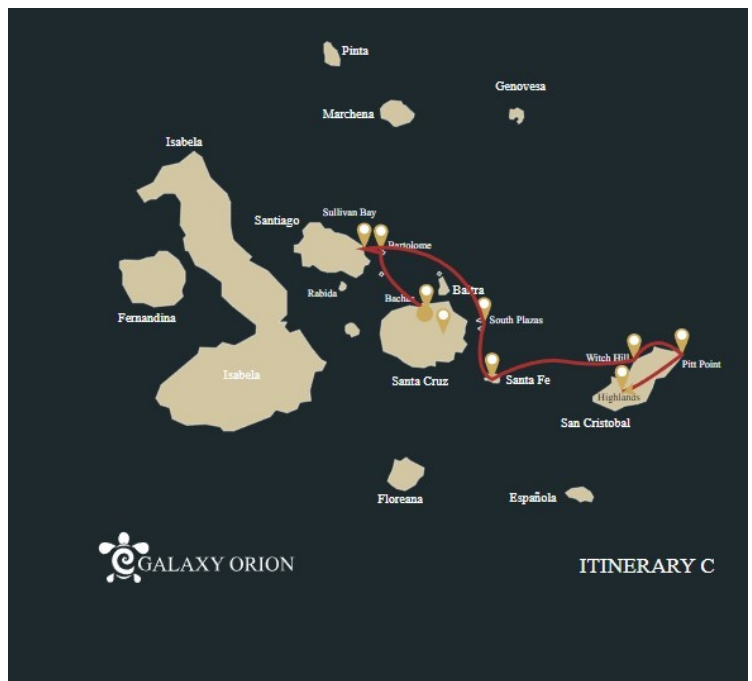 Pinta
Genovesa
Marchena
Isabela
Sullivan Bay
Santiago
Bartolome
Rabida
Baltra
Bachas
Fernandina
South Plazas
Witch Hill
Pitt Point
Isabela
Santa Cruz
Santa Fe
Highlands
San Cristobal
Floreana
Española
GALAXY ORION
ITINERARY C